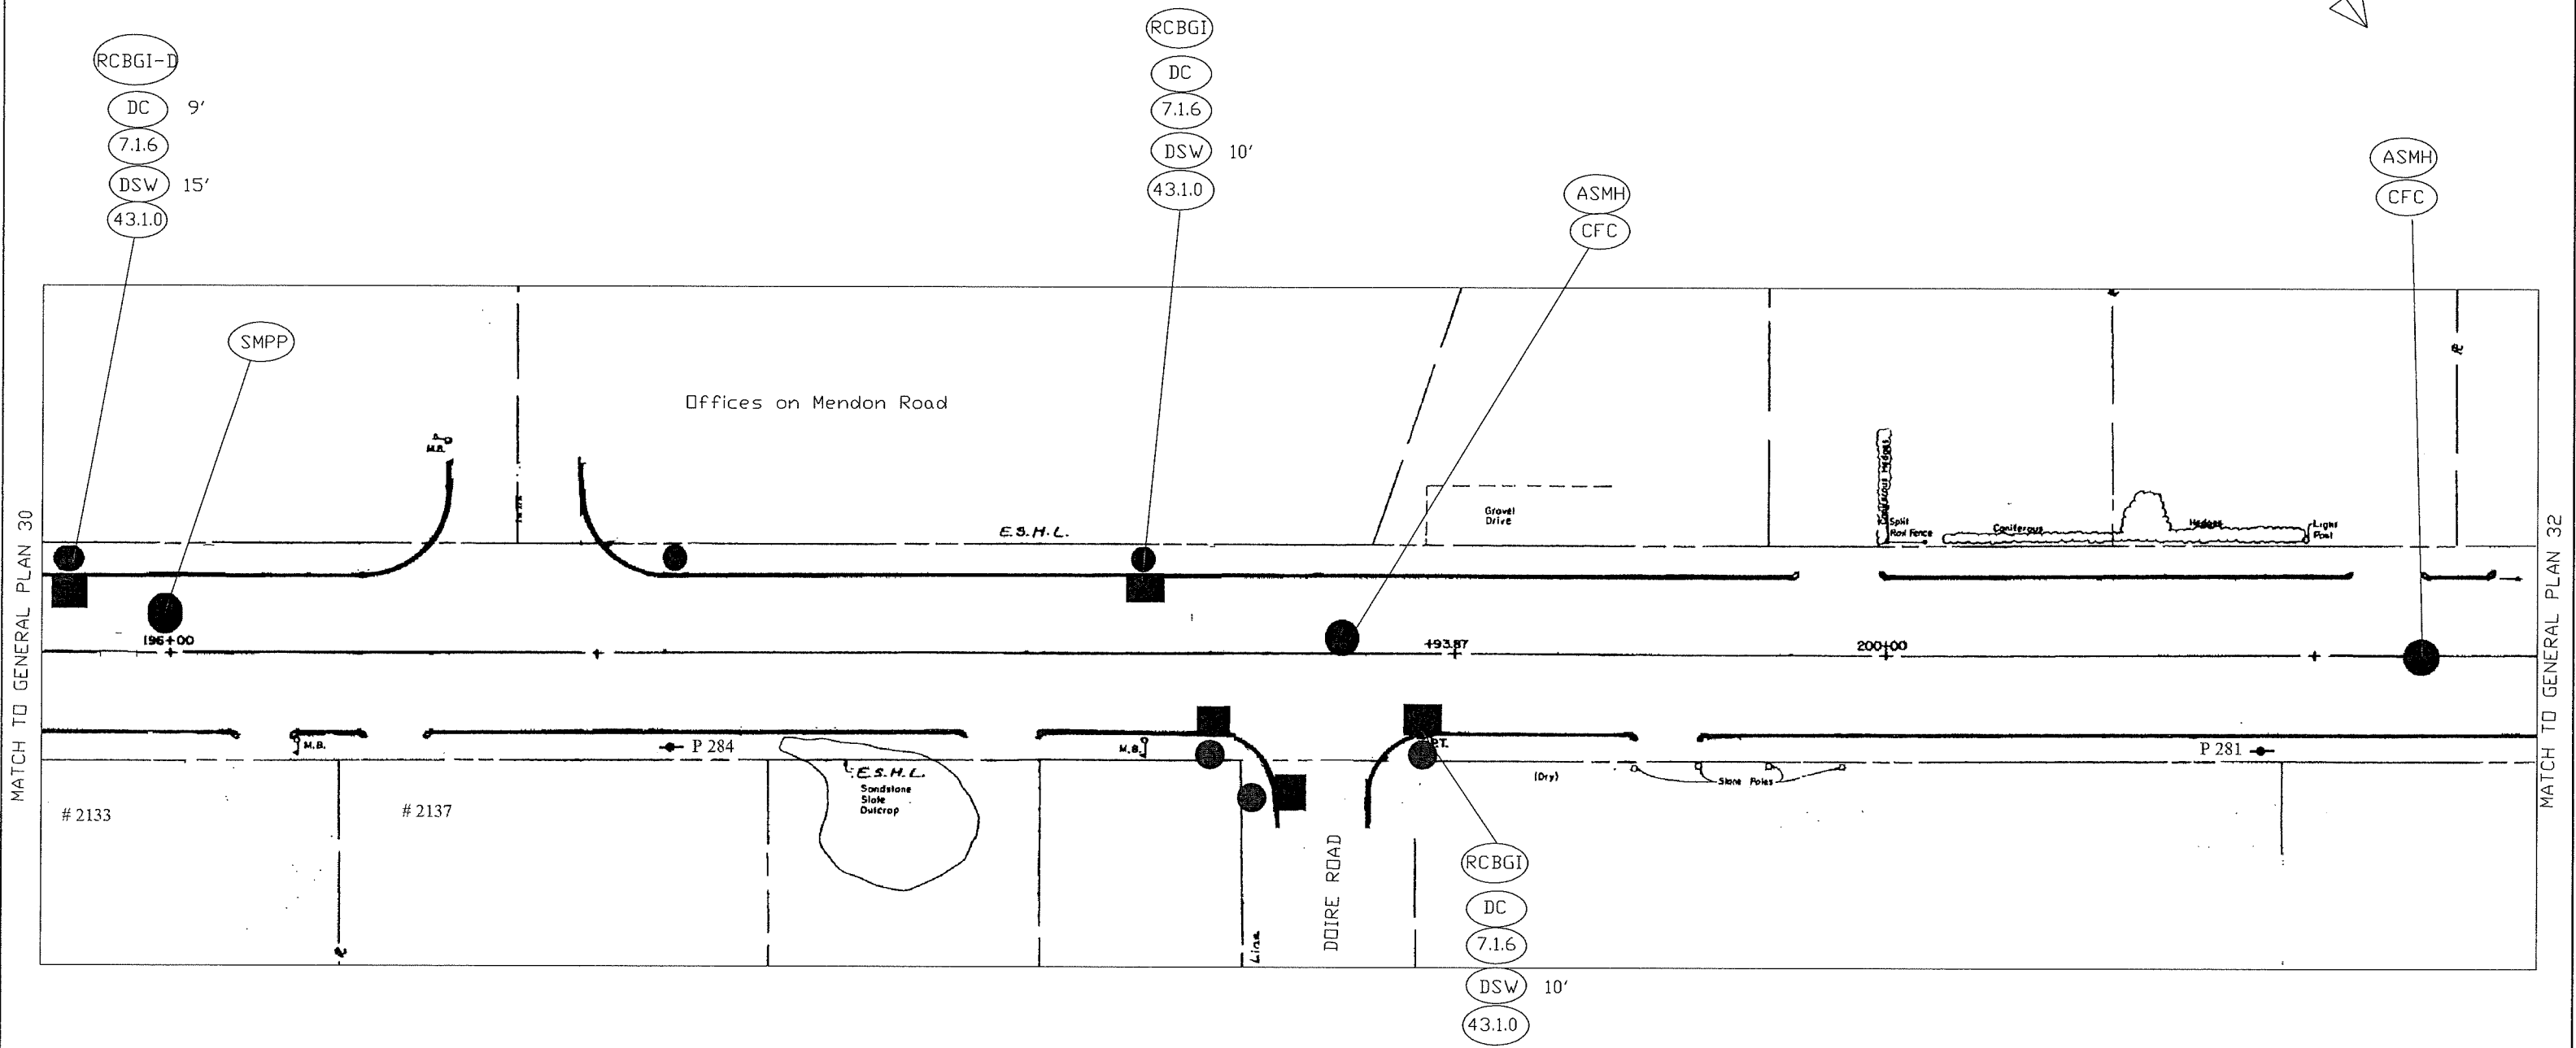 RCBGI-D
DC 9'
7.1.6
DSW 15'
43.1.0
RCBGI
DC
7.1.6
DSW 10'
43.1.0
ASMH
CFC
ASMH
CFC
SMPP
Offices on Mendon Road
M.B.
E.S.H.L.
Gravel
Drive
Coniferous Hedges
Split
Rail Fence
Coniferous Hedges
Light
Post
MATCH TO GENERAL PLAN 30
MATCH TO GENERAL PLAN 32
196+00
+93.87
200+00
M.B.
P 284
E.S.H.L.
Sandstone
Slate
Outcrop
M.B.
P.T.
(Dry)
Stone Poles
P 281
# 2133
# 2137
Line
DOIRE ROAD
RCBGI
DC
7.1.6
DSW 10'
43.1.0